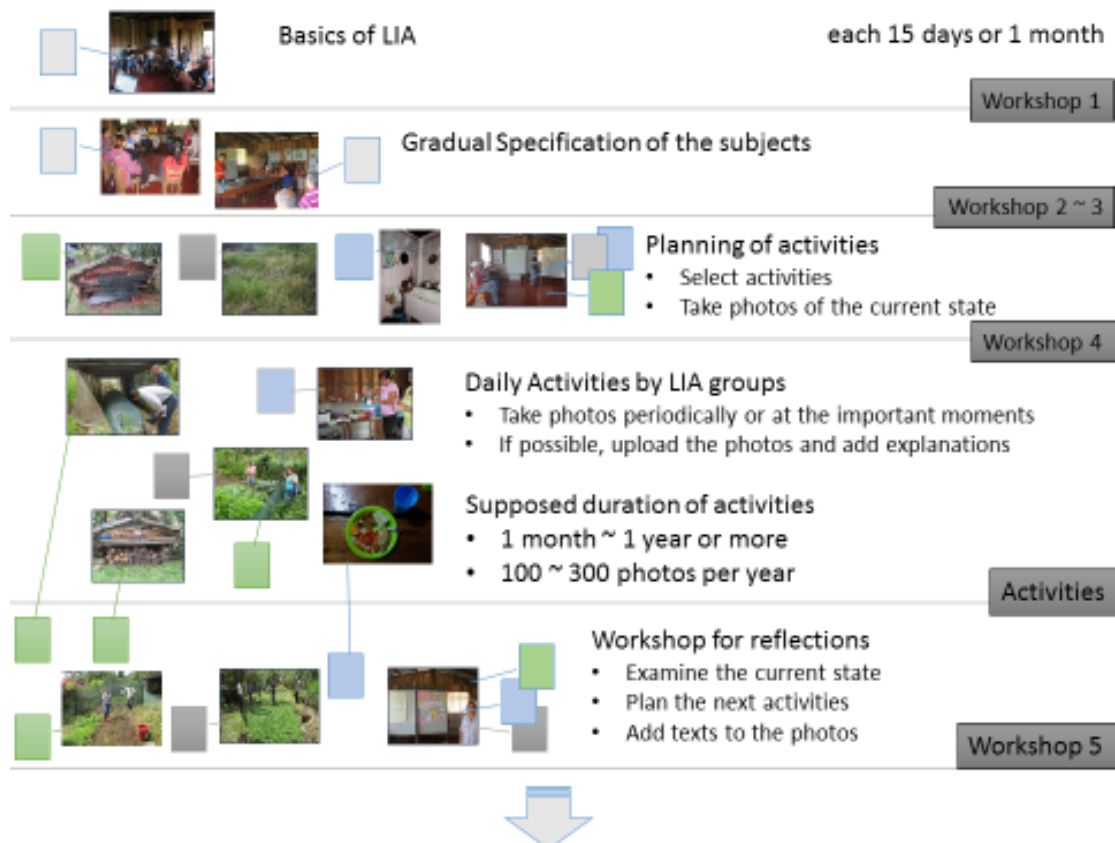 Basics of LIA
each 15 days or 1 month
Workshop 1
Gradual Specification of the subjects
Workshop 2 ~ 3
Planning of activities
• Select activities
• Take photos of the current state
Workshop 4
Daily Activities by LIA groups
• Take photos periodically or at the important moments
• If possible, upload the photos and add explanations
Supposed duration of activities
• 1 month ~ 1 year or more
• 100 ~ 300 photos per year
Activities
Workshop for reflections
• Examine the current state
• Plan the next activities
• Add texts to the photos
Workshop 5